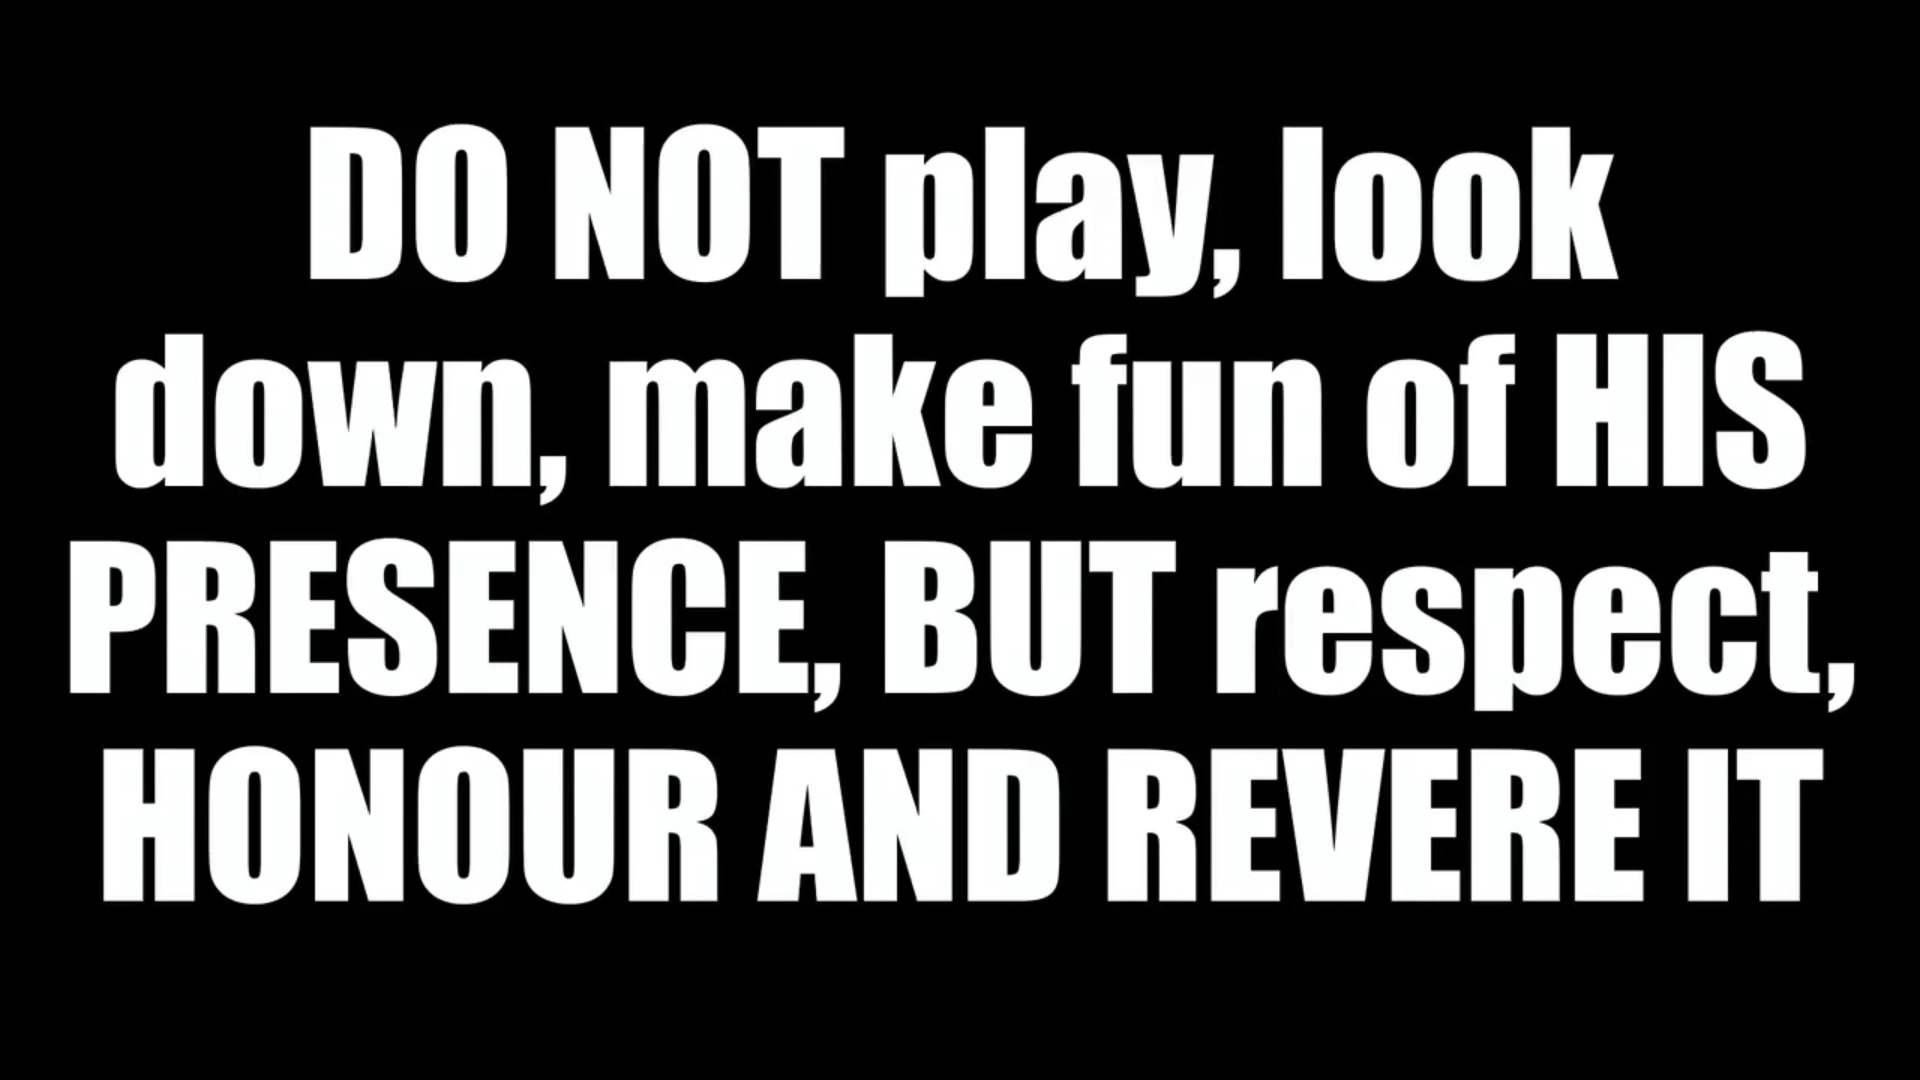 DO NOT play, look
down, make fun of HIS
PRESENCE, BUT respect,
HONOUR AND REVERE IT